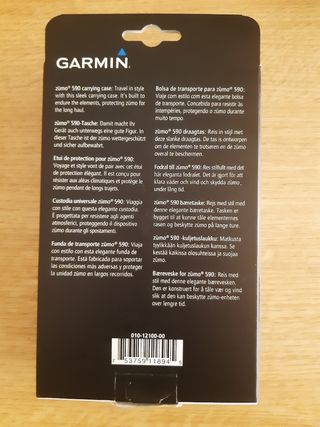 GARMIN
zūmo® 590 carrying case: Travel in style
with this sleek carrying case. It's built to
endure the elements, protecting zūmo for
the long haul.
zūmo® 590-Tasche: Damit macht Ihr
Gerät auch unterwegs eine gute Figur. In
dieser Tasche ist der zūmo wettergeschützt
und sicher aufbewahrt.
Etui de protection pour zūmo® 590:
Voyage et style vont de pair avec cet étui
de protection élégant. Il est conçu pour
résister aux aléas climatiques et protège le
zūmo pendant de longs trajets.
Custodia universale zūmo® 590: Viaggia
con stile con questa elegante custodia.
È progettata per resistere agli agenti
atmosferici, proteggendo il dispositivo
zūmo durante gli spostamenti.
Funda de transporte zūmo® 590: Viaja
con estilo con esta elegante funda de
transporte. Está fabricada para soportar
las condiciones más adversas y proteger
la unidad zūmo en largos recorridos.
Bolsa de transporte para zūmo® 590:
Viaje com estilo com esta elegante bolsa
de transporte. Concebida para resistir às
intempéries, protegendo o zūmo durante
longos percursos.
zūmo® 590 draagtas: Reis in stijl met
deze slanke draagtas. De tas is ontworpen
om de elementen te trotseren en de zūmo
overal te beschermen.
Fodral till zūmo® 590: Res stilfullt med det
här eleganta fodralet. Det är gjort för att
klara väder och vind och skydda zūmo,
under lång tid.
zūmo® 590 bæretaske: Rejs med stil med
denne elegante bæretaske. Tasken er
bygget til at kunne tåle elementernes
rasen og beskytte zūmo på lange ture.
zūmo® 590 -kuljetuslaukku: Matkusta
tyylikkään kuljetuslaukun kanssa. Se
kestää kaikissa olosuhteissa ja suojaa
zūmoa.
Bæreveske for zūmo® 590: Reis med
stil med denne elegante bærevesken.
Den er konstruert for å tåle vær og vind
slik at den kan beskytte zūmo-enheten
over lengre tid.
010-12100-00
7 53759 11894 5